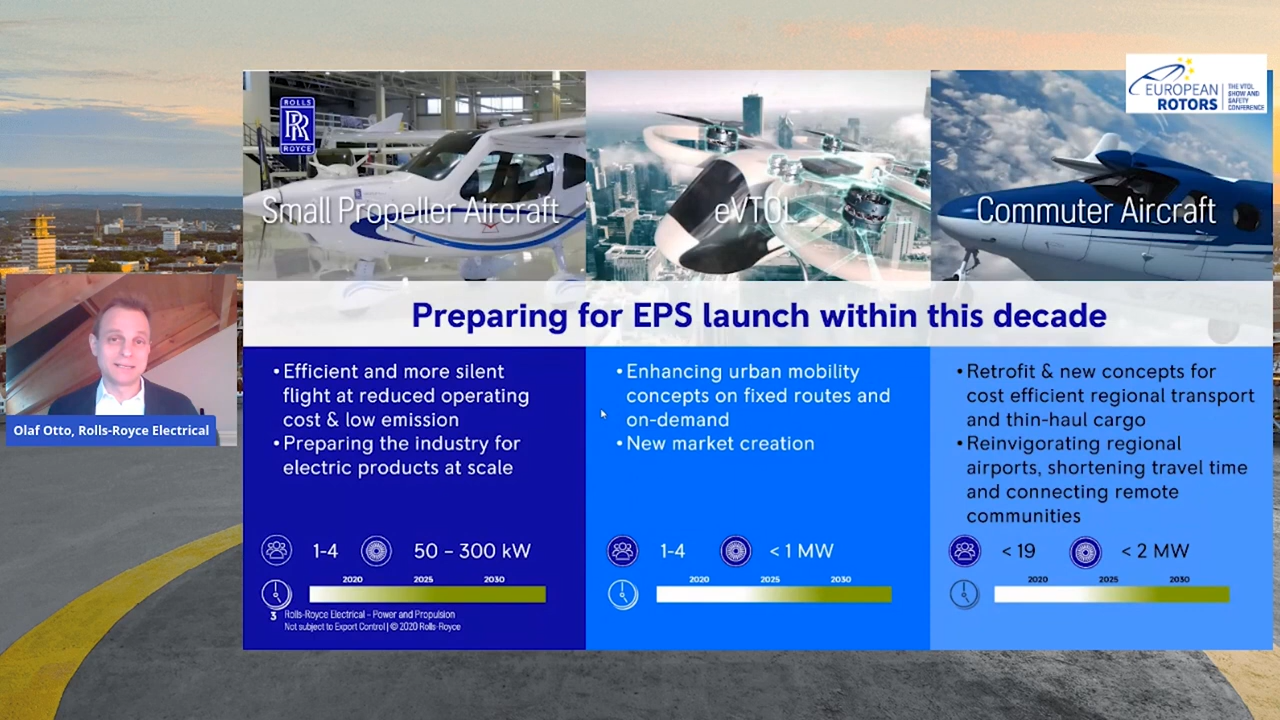 EUROPEAN
ROTORS
THE VTOL
SHOW AND
SAFETY
CONFERENCE
ROLLS
RR
ROYCE
Small Propeller Aircraft
eVTOL
Commuter Aircraft
Preparing for EPS launch within this decade
• Efficient and more silent
flight at reduced operating
cost & low emission
• Preparing the industry for
electric products at scale
1-4
50 – 300 kW
2020 2025 2030
3 Rolls-Royce Electrical – Power and Propulsion
Not subject to Export Control | © 2020 Rolls-Royce
• Enhancing urban mobility
concepts on fixed routes and
on-demand
• New market creation
1-4
< 1 MW
2020 2025 2030
• Retrofit & new concepts for
cost efficient regional transport
and thin-haul cargo
• Reinvigorating regional
airports, shortening travel time
and connecting remote
communities
< 19
< 2 MW
2020 2025 2030
Olaf Otto, Rolls-Royce Electrical